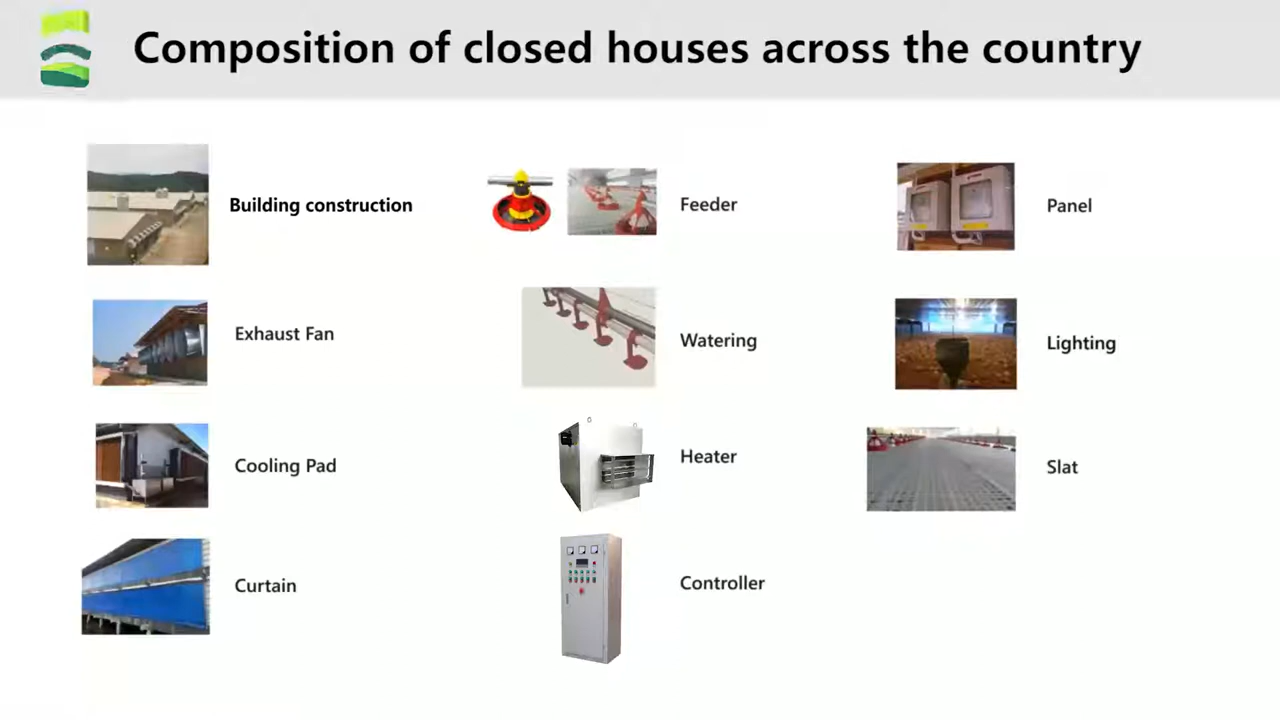 Composition of closed houses across the country
Building construction
Feeder
Panel
Exhaust Fan
Watering
Lighting
Cooling Pad
Heater
Slat
Curtain
Controller